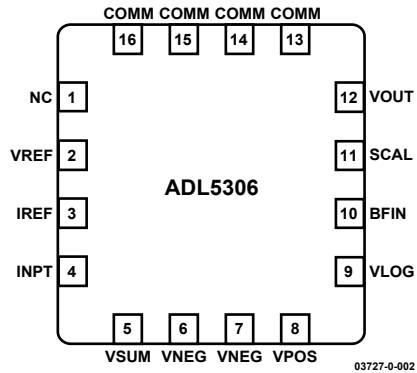 COMM COMM COMM COMM
16 15 14 13
NC 1
12 VOUT
VREF 2
11 SCAL
ADL5306
IREF 3
10 BFIN
INPT 4
9 VLOG
5 6 7 8
VSUM VNEG VNEG VPOS
03727-0-002